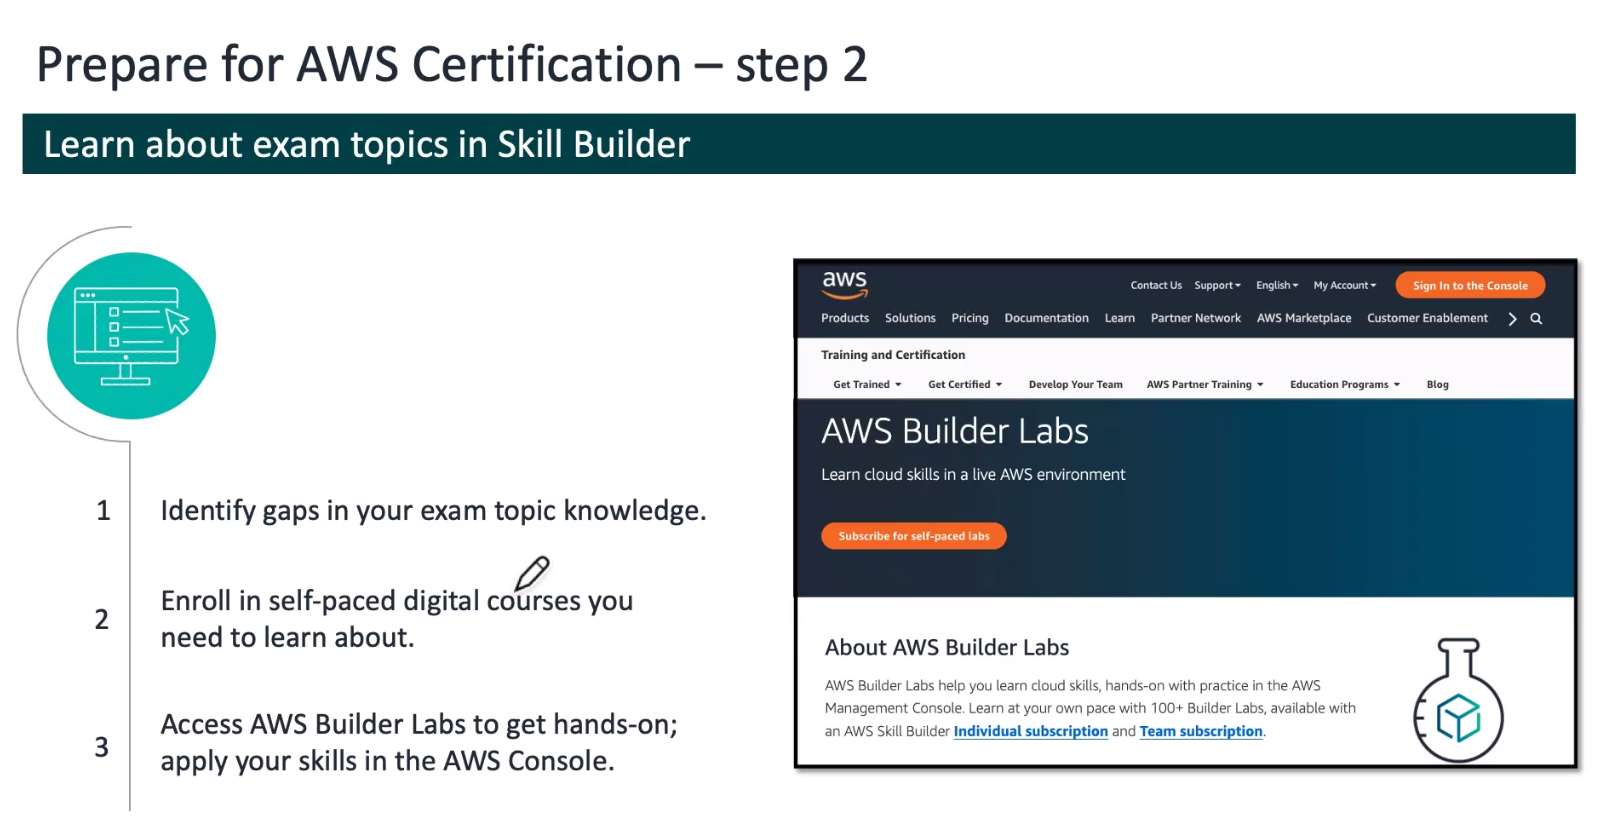 Prepare for AWS Certification – step 2
Learn about exam topics in Skill Builder
1 Identify gaps in your exam topic knowledge.
2 Enroll in self-paced digital courses you
need to learn about.
3 Access AWS Builder Labs to get hands-on;
apply your skills in the AWS Console.
aws
Contact Us Support English My Account Sign In to the Console
Products Solutions Pricing Documentation Learn Partner Network AWS Marketplace Customer Enablement
Training and Certification
Get Trained Get Certified Develop Your Team AWS Partner Training Education Programs Blog
AWS Builder Labs
Learn cloud skills in a live AWS environment
Subscribe for self-paced labs
About AWS Builder Labs
AWS Builder Labs help you learn cloud skills, hands-on with practice in the AWS
Management Console. Learn at your own pace with 100+ Builder Labs, available with
an AWS Skill Builder Individual subscription and Team subscription.